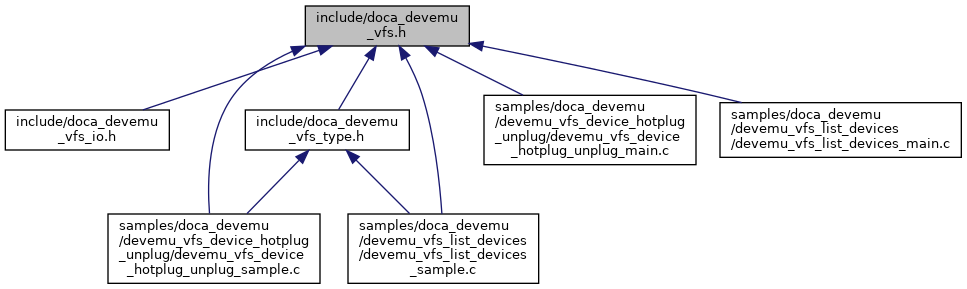 include/doca_devemu
_vfs.h
include/doca_devemu
_vfs_io.h
include/doca_devemu
_vfs_type.h
samples/doca_devemu
/devemu_vfs_device_hotplug
_unplug/devemu_vfs_device
_hotplug_unplug_main.c
samples/doca_devemu
/devemu_vfs_list_devices
/devemu_vfs_list_devices_main.c
samples/doca_devemu
/devemu_vfs_device_hotplug
_unplug/devemu_vfs_device
_hotplug_unplug_sample.c
samples/doca_devemu
/devemu_vfs_list_devices
/devemu_vfs_list_devices
_sample.c